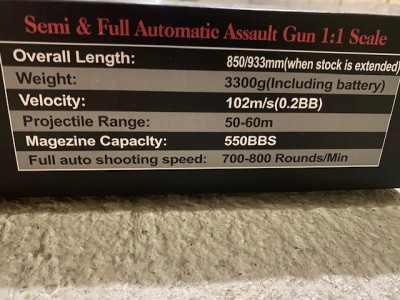 Semi & Full Automatic Assault Gun 1:1 Scale
Overall Length: 850/933mm(when stock is extended)
Weight: 3300g(Including battery)
Velocity: 102m/s(0.2BB)
Projectile Range: 50-60m
Magezine Capacity: 550BBS
Full auto shooting speed: 700-800 Rounds/Min